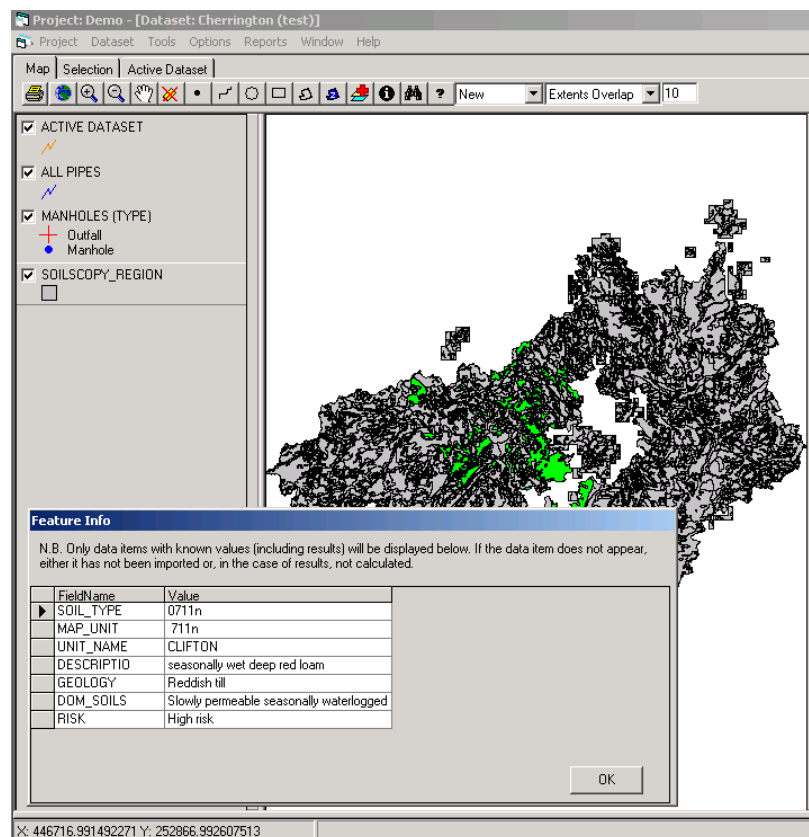 Project: Demo - [Dataset: Cherrington (test)]
Project Dataset Tools Options Reports Window Help
Map Selection Active Dataset
? New Extents Overlap 10
ACTIVE DATASET
ALL PIPES
MANHOLES (TYPE)
Outfall
Manhole
SOILSCOPY_REGION
Feature Info
N.B. Only data items with known values (including results) will be displayed below. If the data item does not appear,
either it has not been imported or, in the case of results, not calculated.
FieldName Value
SOIL_TYPE 0711n
MAP_UNIT 711n
UNIT_NAME CLIFTON
DESCRIPTIO seasonally wet deep red loam
GEOLOGY Reddish till
DOM_SOILS Slowly permeable seasonally waterlogged
RISK High risk
OK
X: 446716.991492271 Y: 252866.992607513